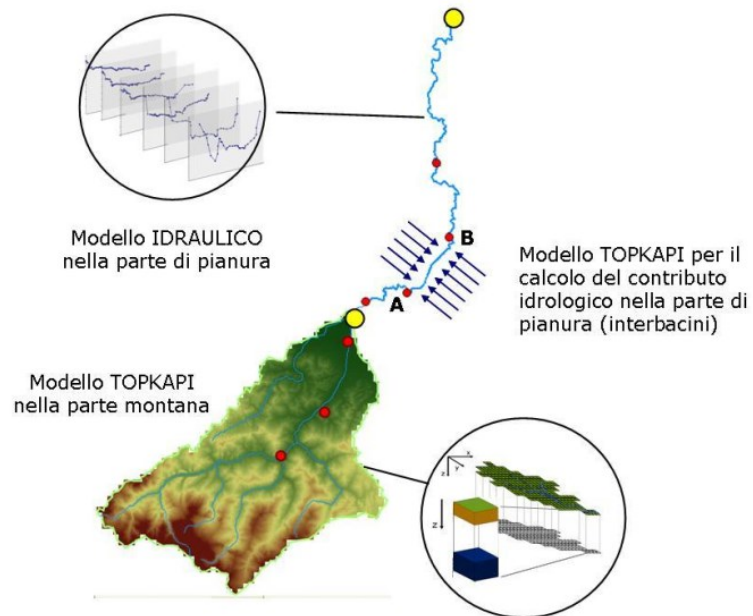 Modello IDRAULICO
nella parte di pianura
B
A
Modello TOPKAPI per il
calcolo del contributo
idrologico nella parte di
pianura (interbacini)
Modello TOPKAPI
nella parte montana
x
y
z
z